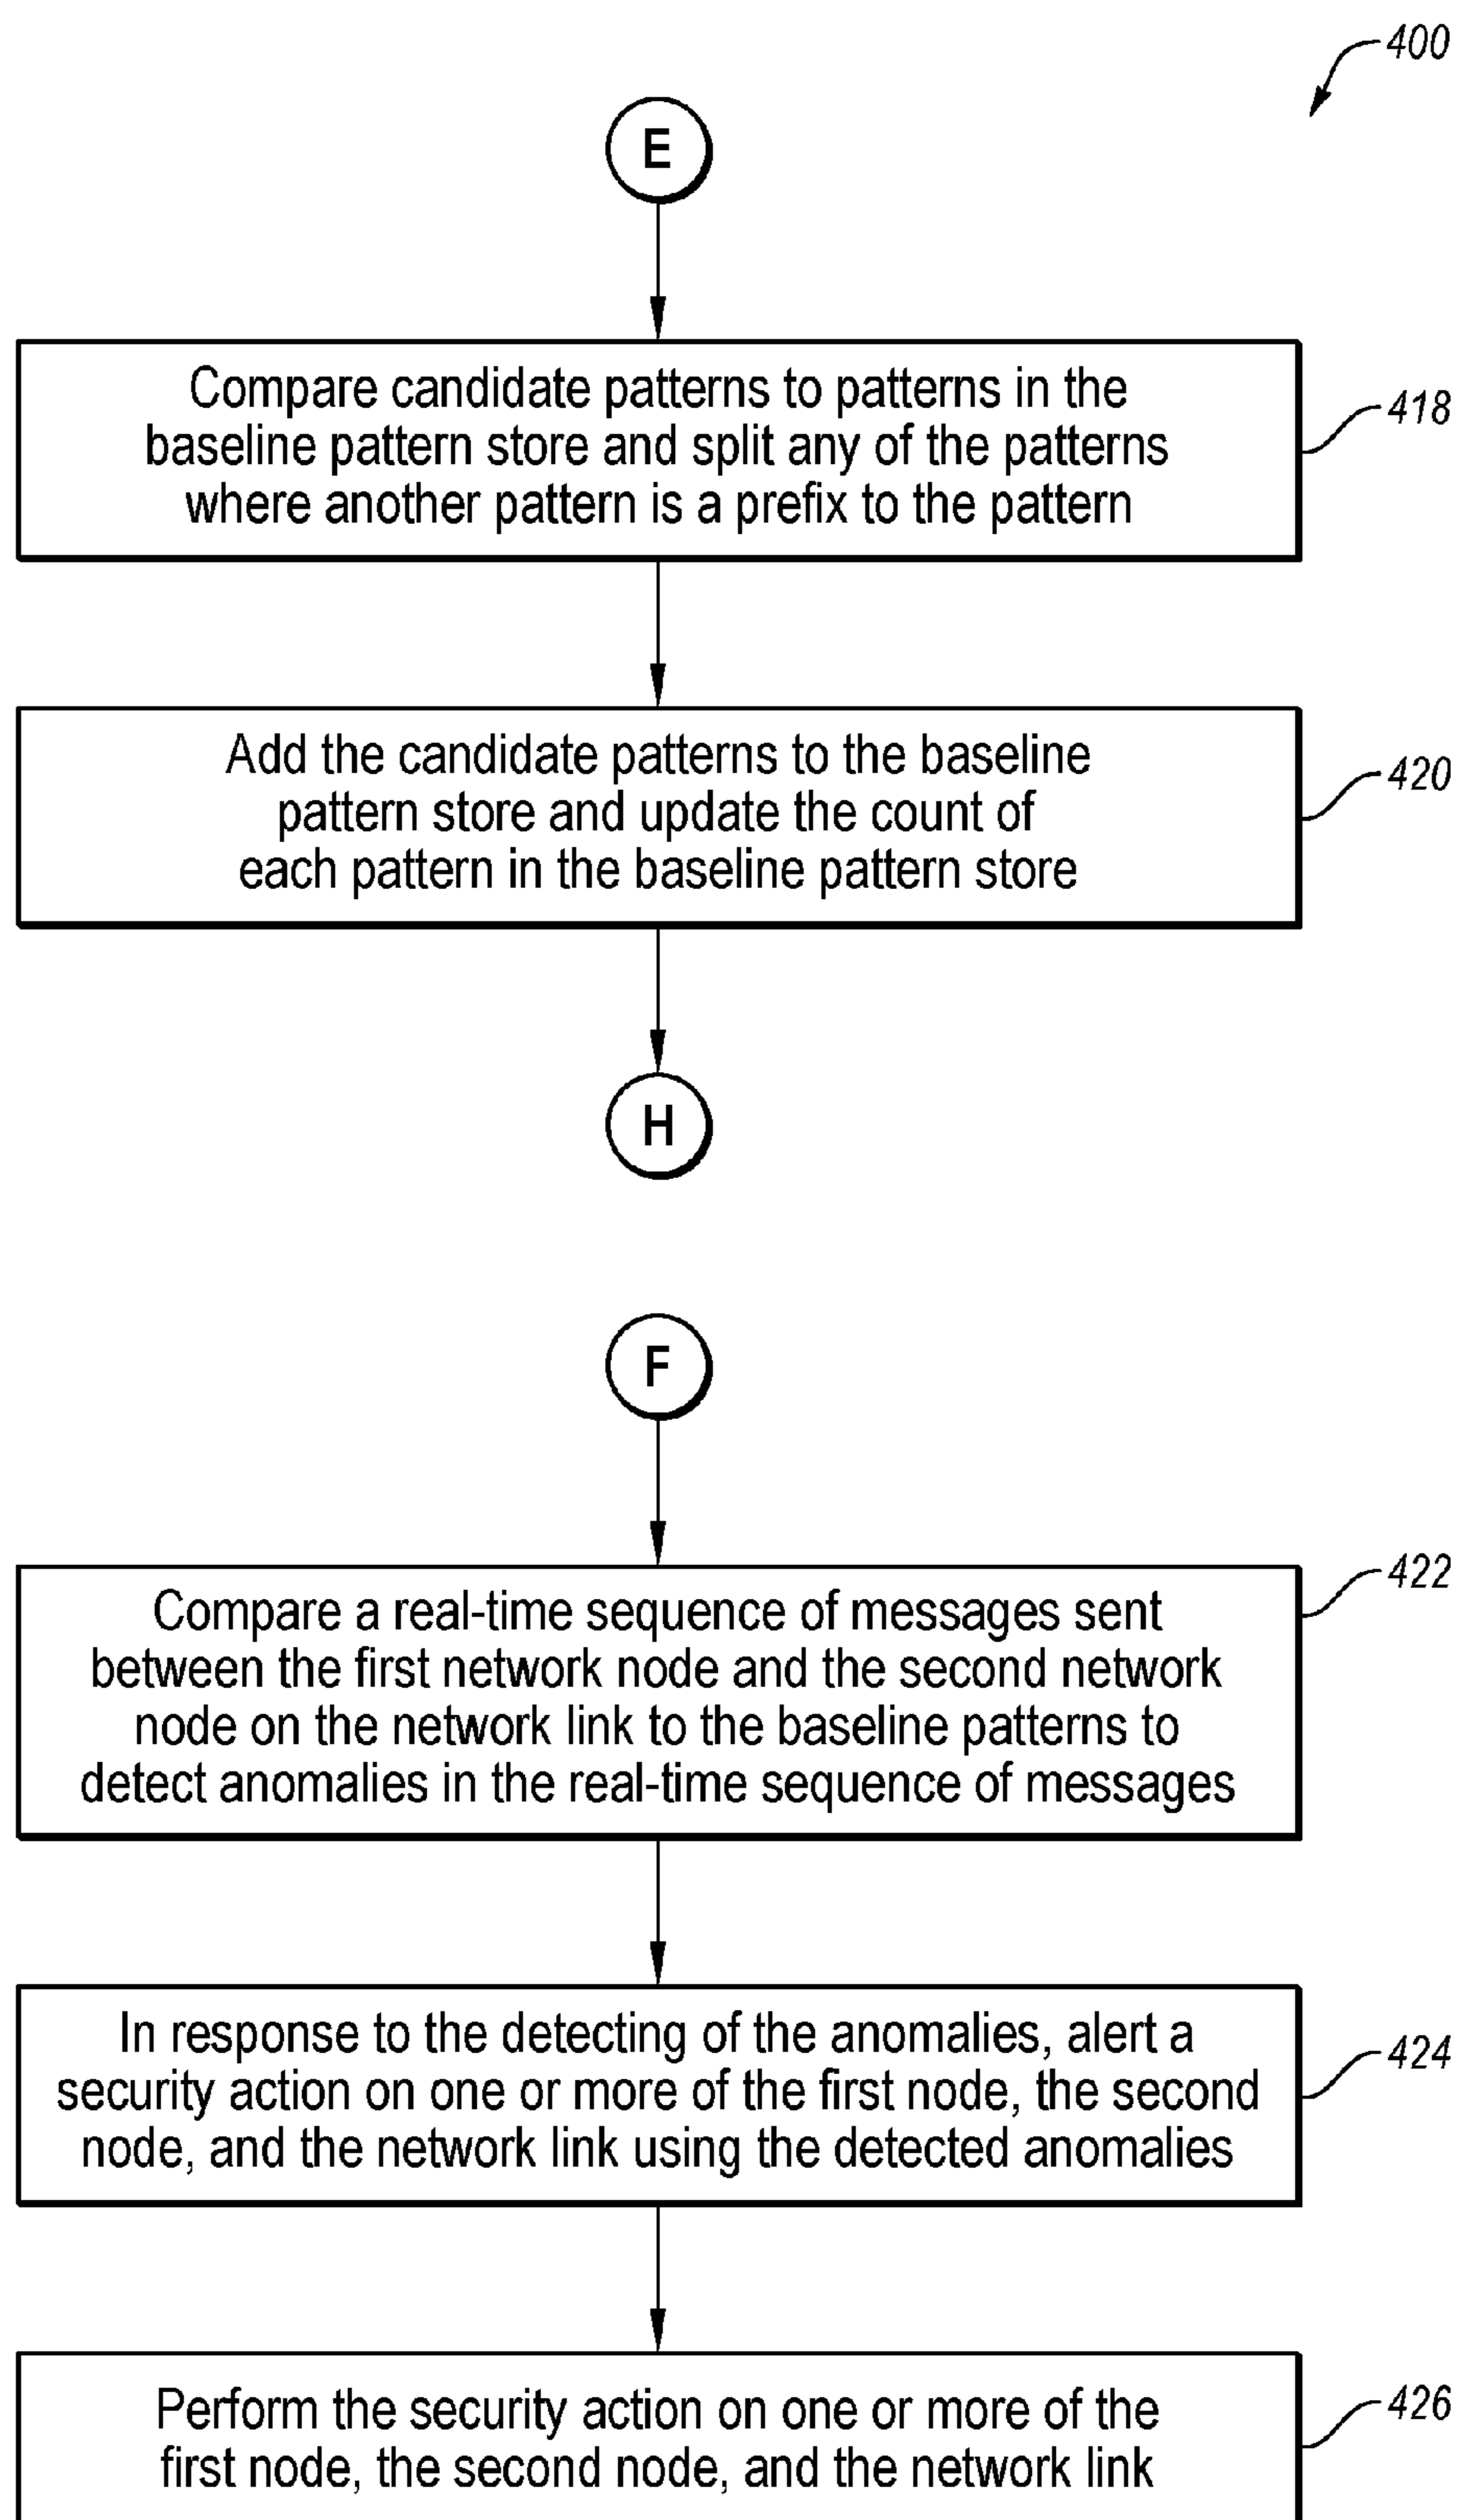 400
E
Compare candidate patterns to patterns in the
baseline pattern store and split any of the patterns
where another pattern is a prefix to the pattern
418
Add the candidate patterns to the baseline
pattern store and update the count of
each pattern in the baseline pattern store
420
H
F
Compare a real-time sequence of messages sent
between the first network node and the second network
node on the network link to the baseline patterns to
detect anomalies in the real-time sequence of messages
422
In response to the detecting of the anomalies, alert a
security action on one or more of the first node, the second
node, and the network link using the detected anomalies
424
Perform the security action on one or more of the
first node, the second node, and the network link
426